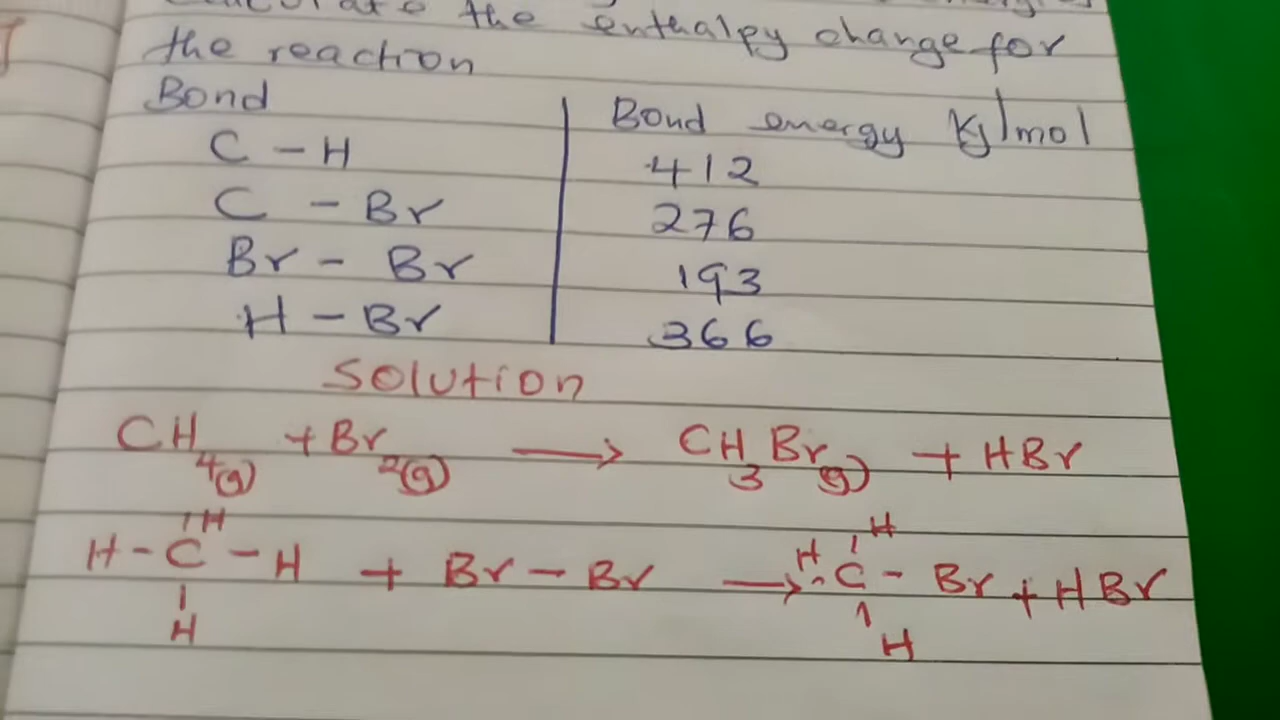 calculate the enthalpy change for
the reaction
Bond | Bond energy Kj/mol
C - H | 412
C - Br | 276
Br - Br | 193
H - Br | 366
Solution
CH4(g) + Br2(g) → CH3Br(g) + HBr
H
H - C - H + Br - Br → H - C - Br + HBr
H
H
H